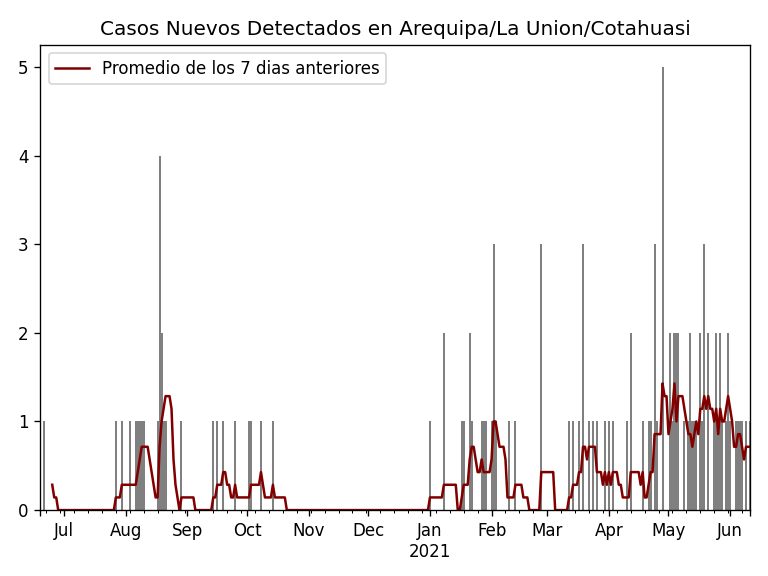 Casos Nuevos Detectados en Arequipa/La Union/Cotahuasi
Promedio de los 7 dias anteriores
5
4
3
2
1
0
Jul Aug Sep Oct Nov Dec Jan Feb Mar Apr May Jun
2021